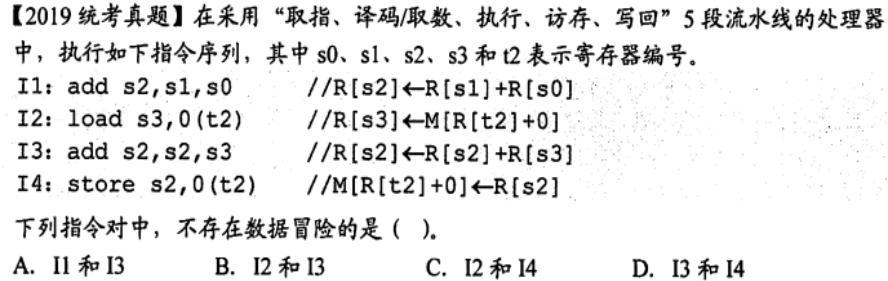 【2019 统考真题】在采用“取指、译码/取数、执行、访存、写回”5 段流水线的处理器
中，执行如下指令序列，其中 s0、s1、s2、s3 和 t2 表示寄存器编号。
I1: add s2,s1,s0 //R[s2]←R[s1]+R[s0]
I2: load s3,0(t2) //R[s3]←M[R[t2]+0]
I3: add s2,s2,s3 //R[s2]←R[s2]+R[s3]
I4: store s2,0(t2) //M[R[t2]+0]←R[s2]
下列指令对中，不存在数据冒险的是（ ）。
A. I1 和 I3 B. I2 和 I3 C. I2 和 I4 D. I3 和 I4